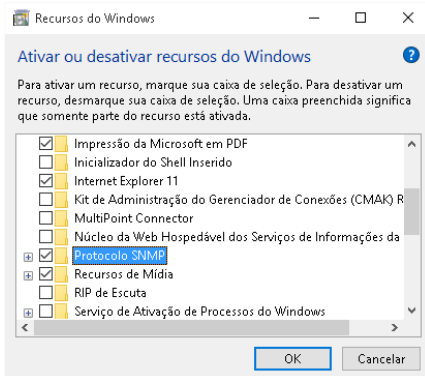 Recursos do Windows
Ativar ou desativar recursos do Windows
Para ativar um recurso, marque sua caixa de seleção. Para desativar um
recurso, desmarque sua caixa de seleção. Uma caixa preenchida significa
que somente parte do recurso está ativada.
Impressão da Microsoft em PDF
Inicializador do Shell Inserido
Internet Explorer 11
Kit de Administração do Gerenciador de Conexões (CMAK) R
MultiPoint Connector
Núcleo da Web Hospedável dos Serviços de Informações da
Protocolo SNMP
Recursos de Mídia
RIP de Escuta
Serviço de Ativação de Processos do Windows
OK Cancelar